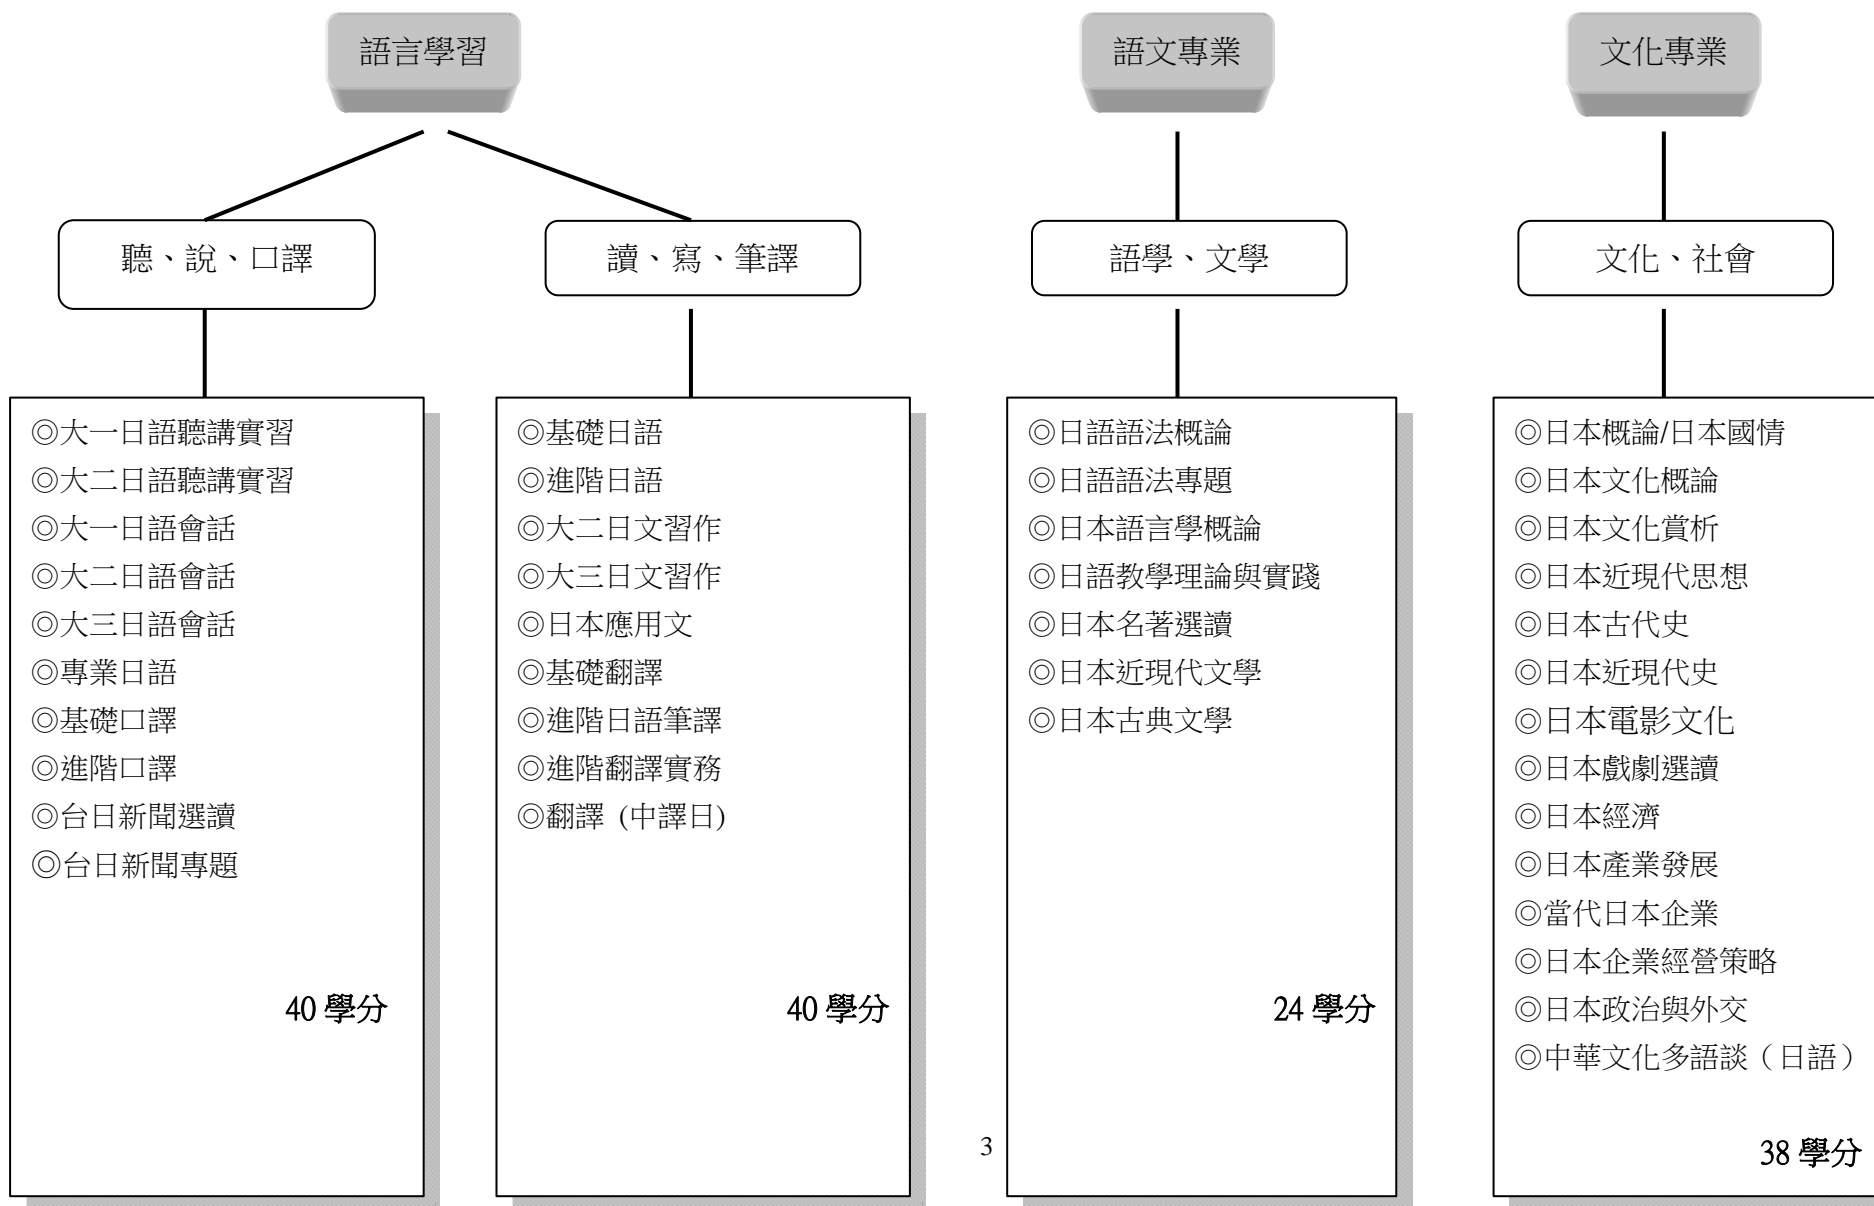 語言學習
語文專業
文化專業
聽、說、口譯
讀、寫、筆譯
語學、文學
文化、社會
◎大一日語聽講實習
◎大二日語聽講實習
◎大一日語會話
◎大二日語會話
◎大三日語會話
◎專業日語
◎基礎口譯
◎進階口譯
◎台日新聞選讀
◎台日新聞專題
40 學分
◎基礎日語
◎進階日語
◎大二日文習作
◎大三日文習作
◎日本應用文
◎基礎翻譯
◎進階日語筆譯
◎進階翻譯實務
◎翻譯 (中譯日)
40 學分
◎日語語法概論
◎日語語法專題
◎日本語言學概論
◎日語教學理論與實踐
◎日本名著選讀
◎日本近現代文學
◎日本古典文學
24 學分
◎日本概論/日本國情
◎日本文化概論
◎日本文化賞析
◎日本近現代思想
◎日本古代史
◎日本近現代史
◎日本電影文化
◎日本戲劇選讀
◎日本經濟
◎日本產業發展
◎當代日本企業
◎日本企業經營策略
◎日本政治與外交
◎中華文化多語談（日語）
38 學分
3